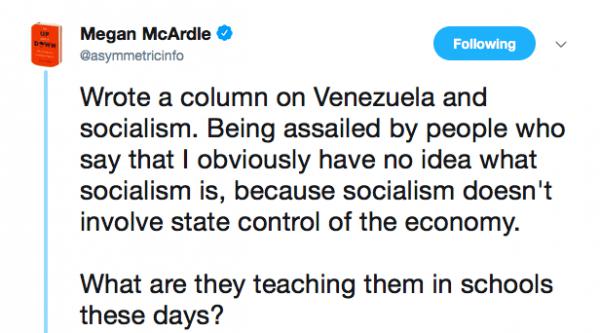 UP
DOWN
Megan McArdle
Following
@asymmetricinfo
Wrote a column on Venezuela and
socialism. Being assailed by people who
say that I obviously have no idea what
socialism is, because socialism doesn't
involve state control of the economy.
What are they teaching them in schools
these days?